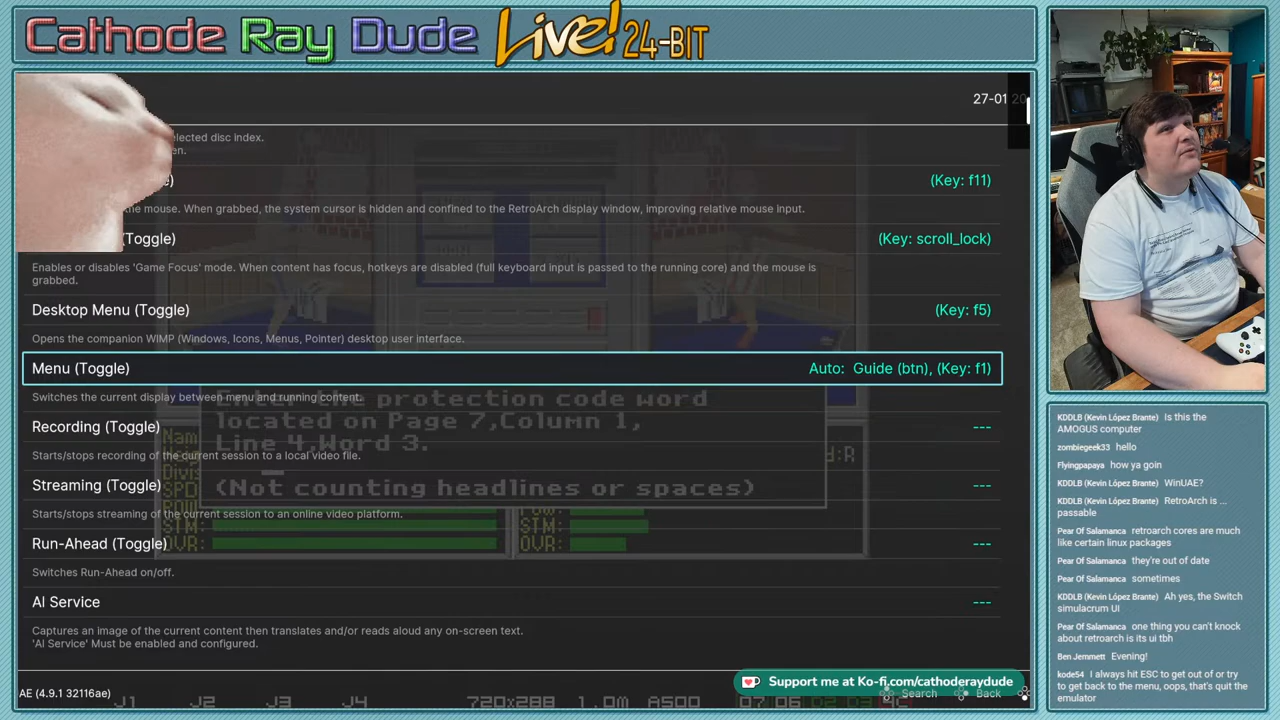 Cathode Ray Dude Live! 24-BIT
27-01 20
elected disc index.
en.
(Key: f11)
the mouse. When grabbed, the system cursor is hidden and confined to the RetroArch display window, improving relative mouse input.
(Toggle)
(Key: scroll_lock)
Enables or disables 'Game Focus' mode. When content has focus, hotkeys are disabled (full keyboard input is passed to the running core) and the mouse is
grabbed.
Desktop Menu (Toggle)
(Key: f5)
Opens the companion WIMP (Windows, Icons, Menus, Pointer) desktop user interface.
Menu (Toggle)
Auto: Guide (btn), (Key: f1)
Switches the current display between menu and running content.
Enter the protection code word
located on Page 7,Column 1,
Line 4,Word 3.
(Not counting headlines or spaces)
Recording (Toggle)
---
Starts/stops recording of the current session to a local video file.
Streaming (Toggle)
---
Starts/stops streaming of the current session to an online video platform.
STM:
STM:
Run-Ahead (Toggle)
OVR:
OVR:
---
Switches Run-Ahead on/off.
AI Service
---
Captures an image of the current content then translates and/or reads aloud any on-screen text.
'AI Service' Must be enabled and configured.
AE (4.9.1 32116ae)
J1 J2 J3 J4 720x288 1.0m A500 07 06
Support me at Ko-fi.com/cathoderaydude
Search
Back
KDDLB (Kevin López Brante) Is this the
AMOGUS computer
zombiegeek33 hello
Flyingpapaya how ya goin
KDDLB (Kevin López Brante) WinUAE?
KDDLB (Kevin López Brante) RetroArch is ...
passable
Pear Of Salamanca retroarch cores are much
like certain linux packages
Pear Of Salamanca they're out of date
Pear Of Salamanca sometimes
KDDLB (Kevin López Brante) Ah yes, the Switch
simulacrum UI
Pear Of Salamanca one thing you can't knock
about retroarch is its ui tbh
Ben Jemmett Evening!
kode54 I always hit ESC to get out of or try
to get back to the menu, oops, that's quit the
emulator